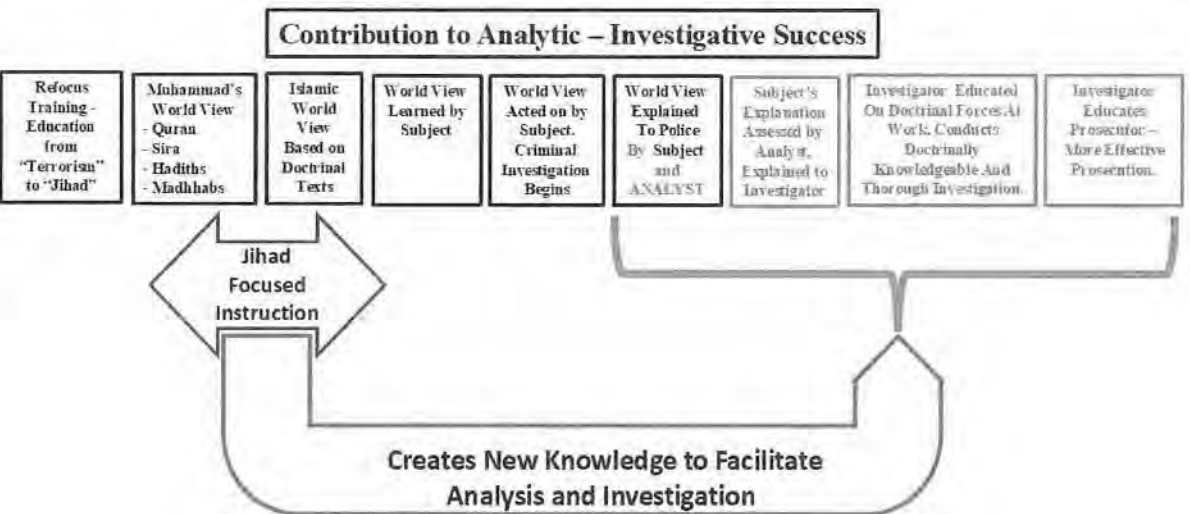 Contribution to Analytic – Investigative Success
Refocus
Training -
Education
from
“Terrorism”
to “Jihad”
Muhammad’s
World View
- Quran
- Sira
- Hadiths
- Madhhabs
Islamic
World
View
Based on
Doctrinal
Texts
World View
Learned by
Subject
World View
Acted on by
Subject.
Criminal
Investigation
Begins
World View
Explained
To Police
By Subject
and
ANALYST
Subject’s
Explanation
Assessed by
Analyst,
Explained to
Investigator
Investigator Educated
On Doctrinal Forces At
Work, Conducts
Doctrinally
Knowledgeable And
Thorough Investigation.
Investigator
Educates
Prosecutor –
More Effective
Prosecution.
Jihad
Focused
Instruction
Creates New Knowledge to Facilitate
Analysis and Investigation